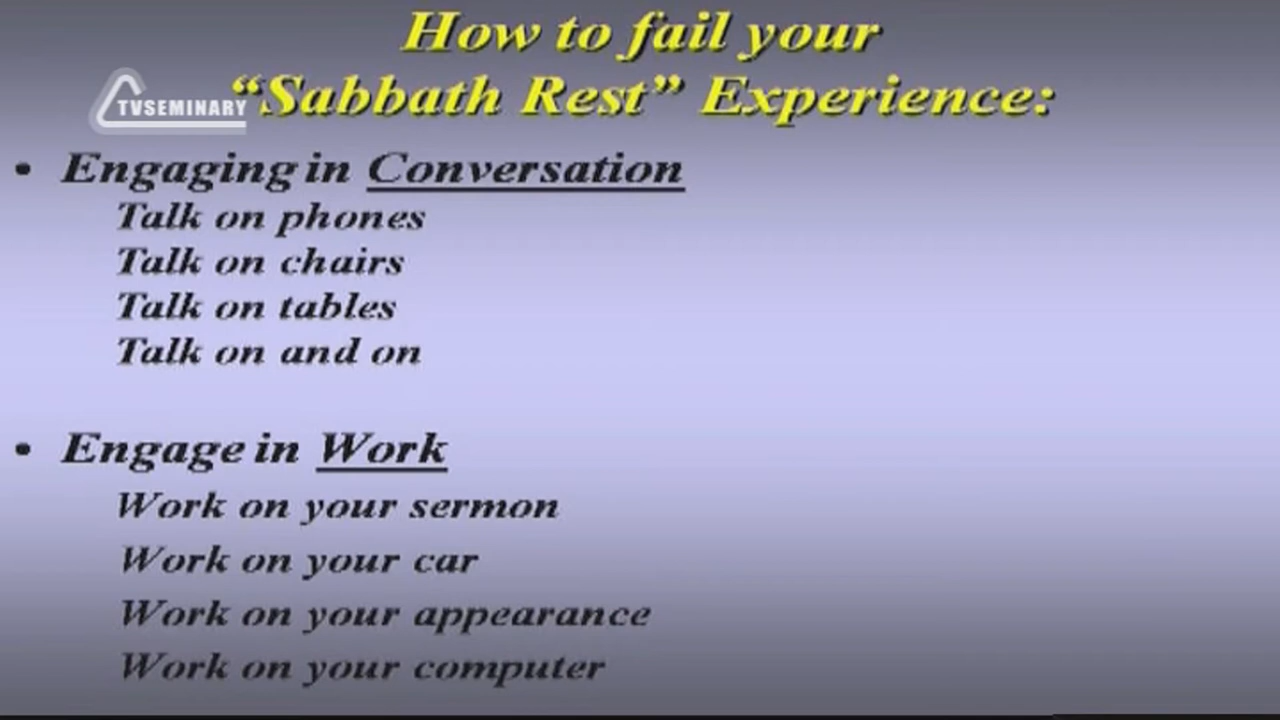 How to fail your
“Sabbath Rest” Experience:
TVSEMINARY
• Engaging in Conversation
Talk on phones
Talk on chairs
Talk on tables
Talk on and on
• Engage in Work
Work on your sermon
Work on your car
Work on your appearance
Work on your computer